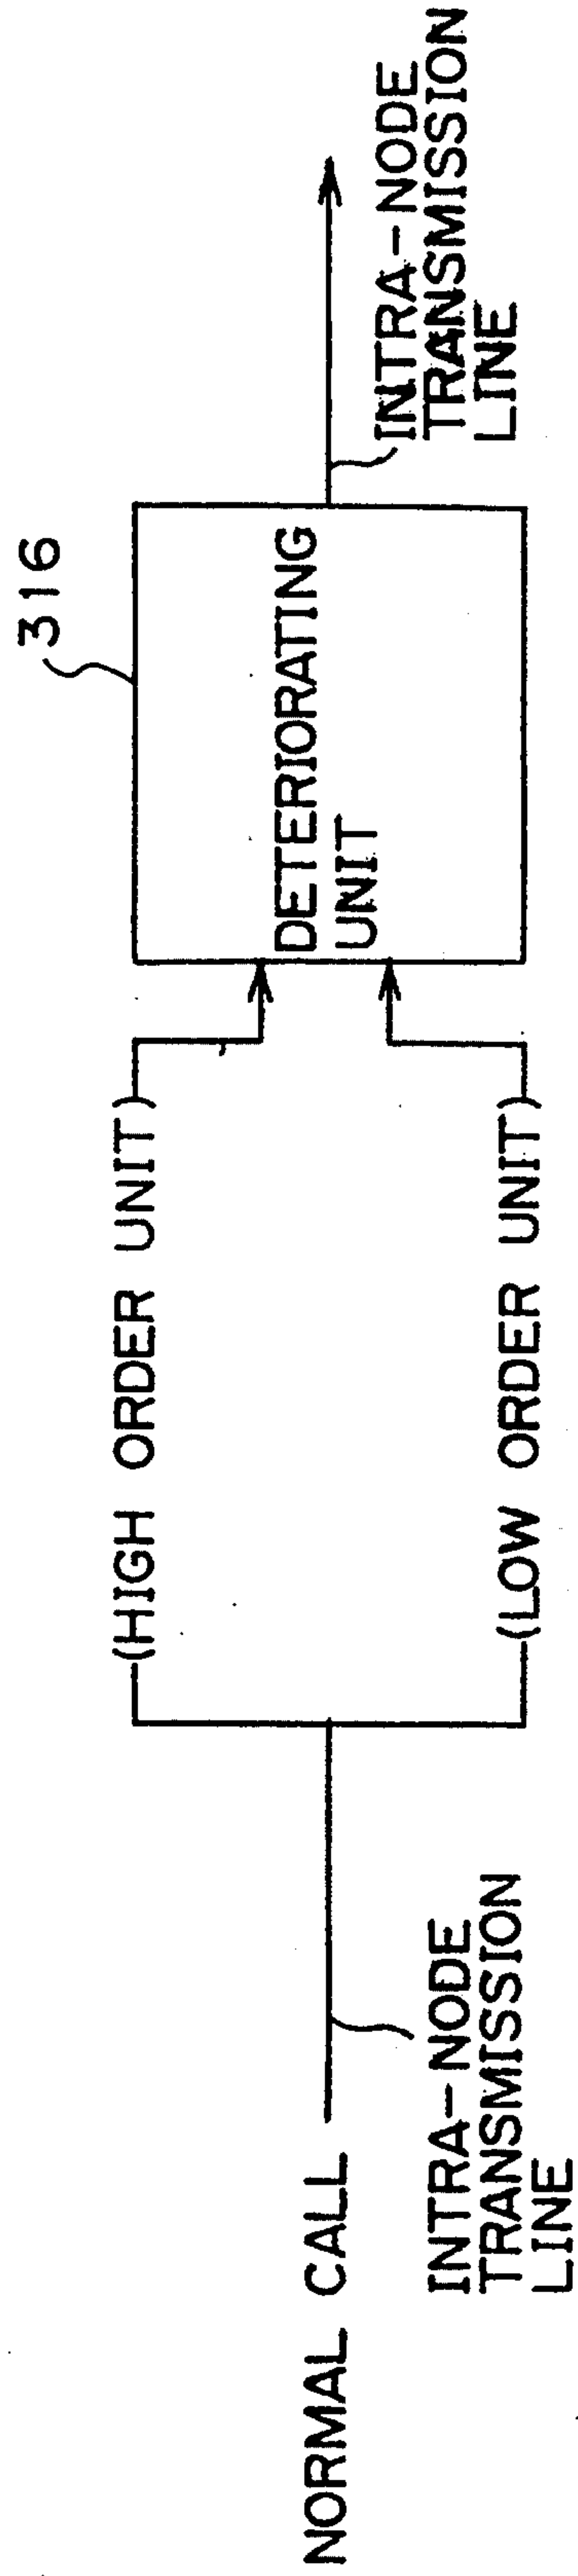 NORMAL CALL
INTRA-NODE
TRANSMISSION
LINE
(HIGH ORDER UNIT)
(LOW ORDER UNIT)
316
DETERIORATING
UNIT
INTRA-NODE
TRANSMISSION
LINE